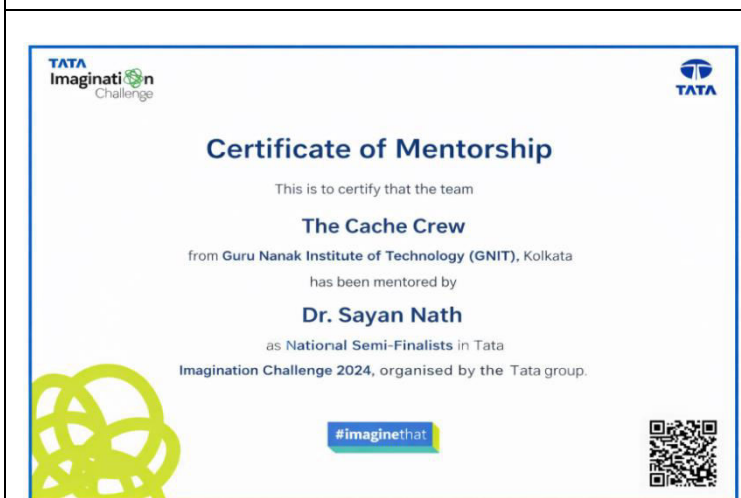 TATA
Imagination
Challenge
TATA
Certificate of Mentorship
This is to certify that the team
The Cache Crew
from Guru Nanak Institute of Technology (GNIT), Kolkata
has been mentored by
Dr. Sayan Nath
as National Semi-Finalists in Tata
Imagination Challenge 2024, organised by the Tata group.
#imaginethat